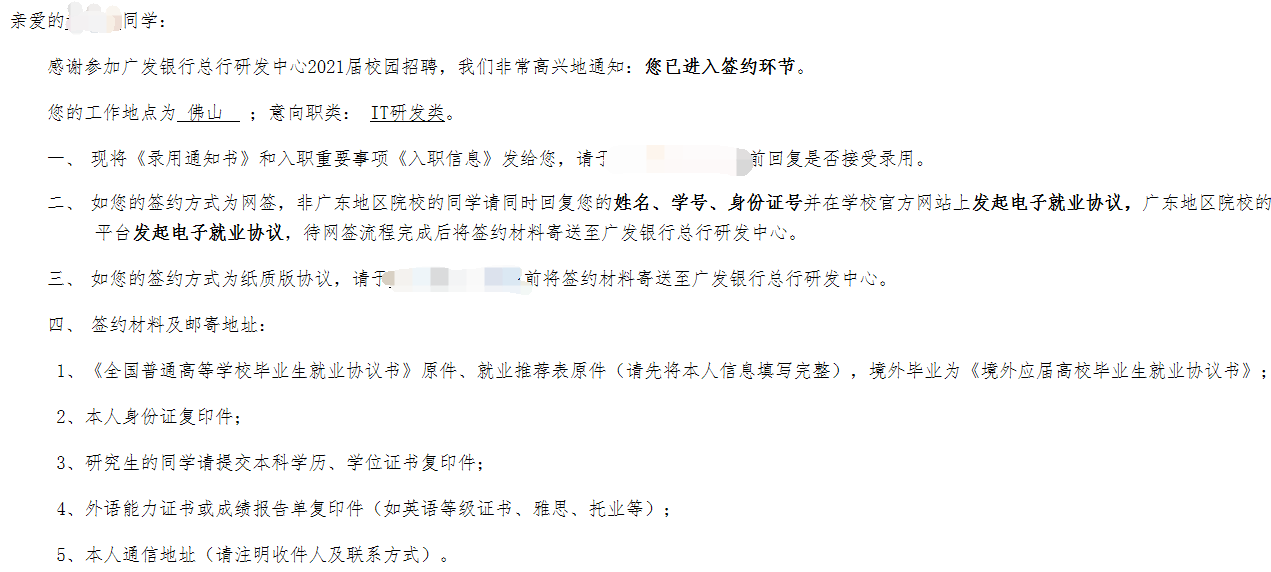 亲爱的 同学：
感谢参加广发银行总行研发中心2021届校园招聘，我们非常高兴地通知：您已进入签约环节。
您的工作地点为 佛山 ；意向职类： IT研发类。
一、 现将《录用通知书》和入职重要事项《入职信息》发给您，请于 前回复是否接受录用。
二、 如您的签约方式为网签，非广东地区院校的同学请同时回复您的姓名、学号、身份证号并在学校官方网站上发起电子就业协议，广东地区院校的
平台发起电子就业协议，待网签流程完成后将签约材料寄送至广发银行总行研发中心。
三、 如您的签约方式为纸质版协议，请于 前将签约材料寄送至广发银行总行研发中心。
四、 签约材料及邮寄地址：
1、《全国普通高等学校毕业生就业协议书》原件、就业推荐表原件（请先将本人信息填写完整），境外毕业为《境外应届高校毕业生就业协议书》；
2、本人身份证复印件；
3、研究生的同学请提交本科学历、学位证书复印件；
4、外语能力证书或成绩报告单复印件（如英语等级证书、雅思、托业等）；
5、本人通信地址（请注明收件人及联系方式）。